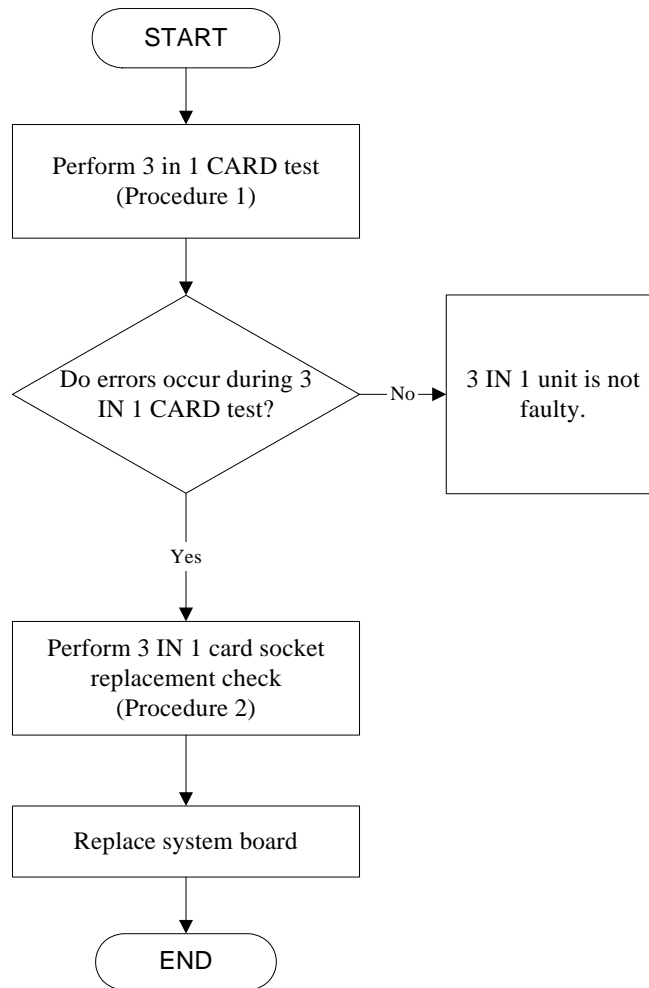 START
Perform 3 in 1 CARD test
(Procedure 1)
Do errors occur during 3
IN 1 CARD test?
No
3 IN 1 unit is not
faulty.
Yes
Perform 3 IN 1 card socket
replacement check
(Procedure 2)
Replace system board
END